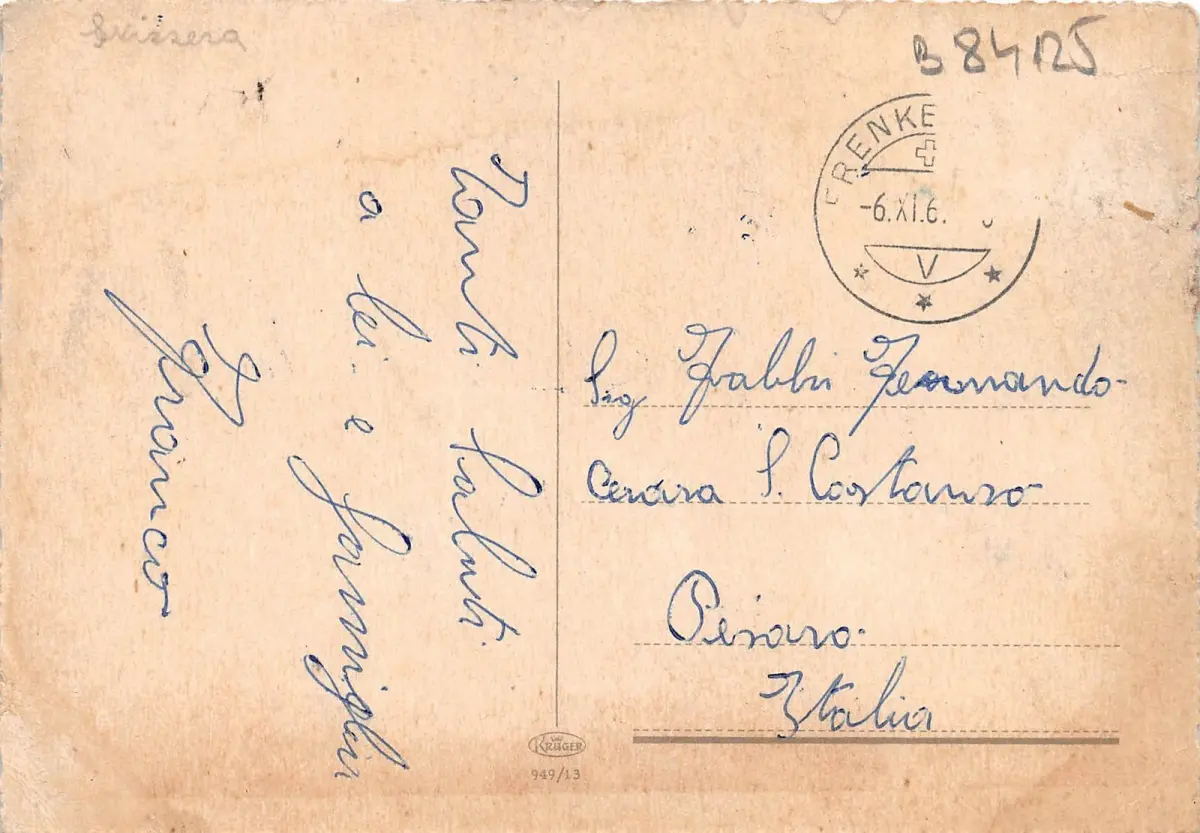 Svizzera
B 84125
FRENKE
-6.XI.6.
V
Tanti Saluti
a lei e famiglia
Franco
Sig Fabbri Fernando
Cerasa S. Costanzo
Pesaro
Italia
KRÜGER
949/13